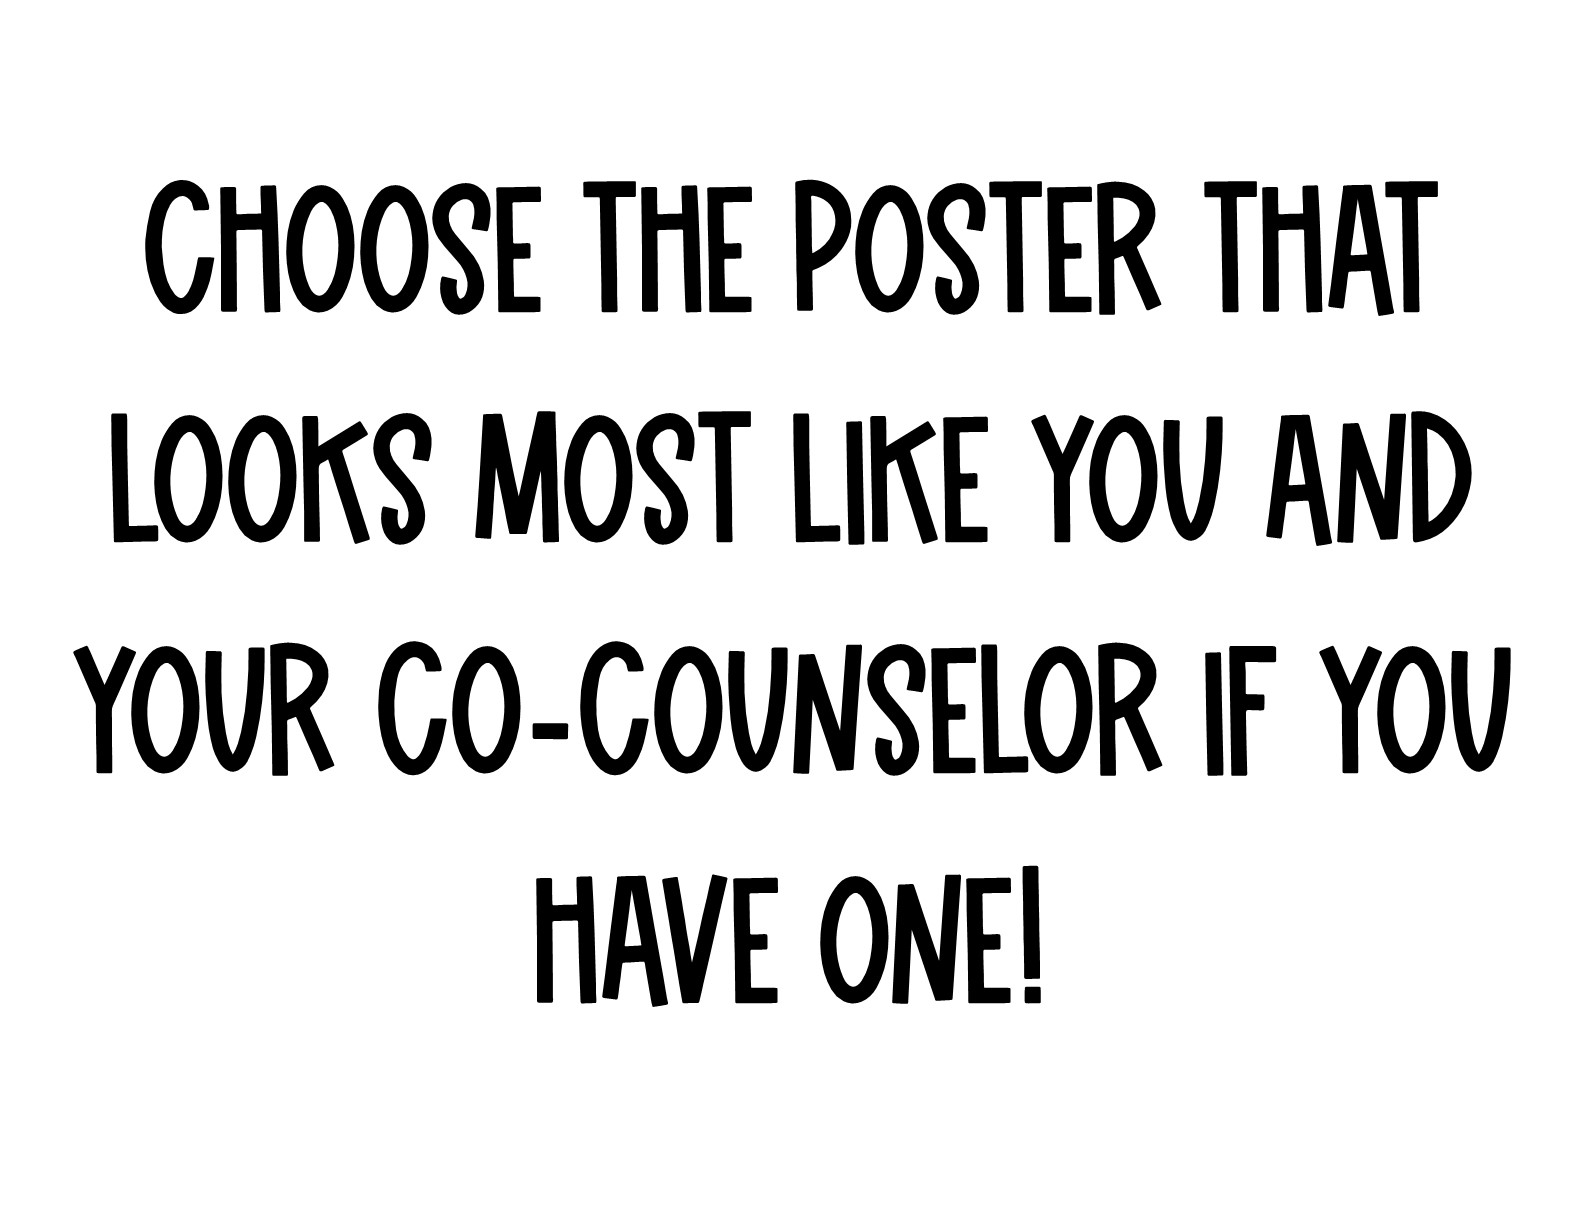 CHOOSE THE POSTER THAT
LOOKS MOST LIKE YOU AND
YOUR CO-COUNSELOR IF YOU
HAVE ONE!